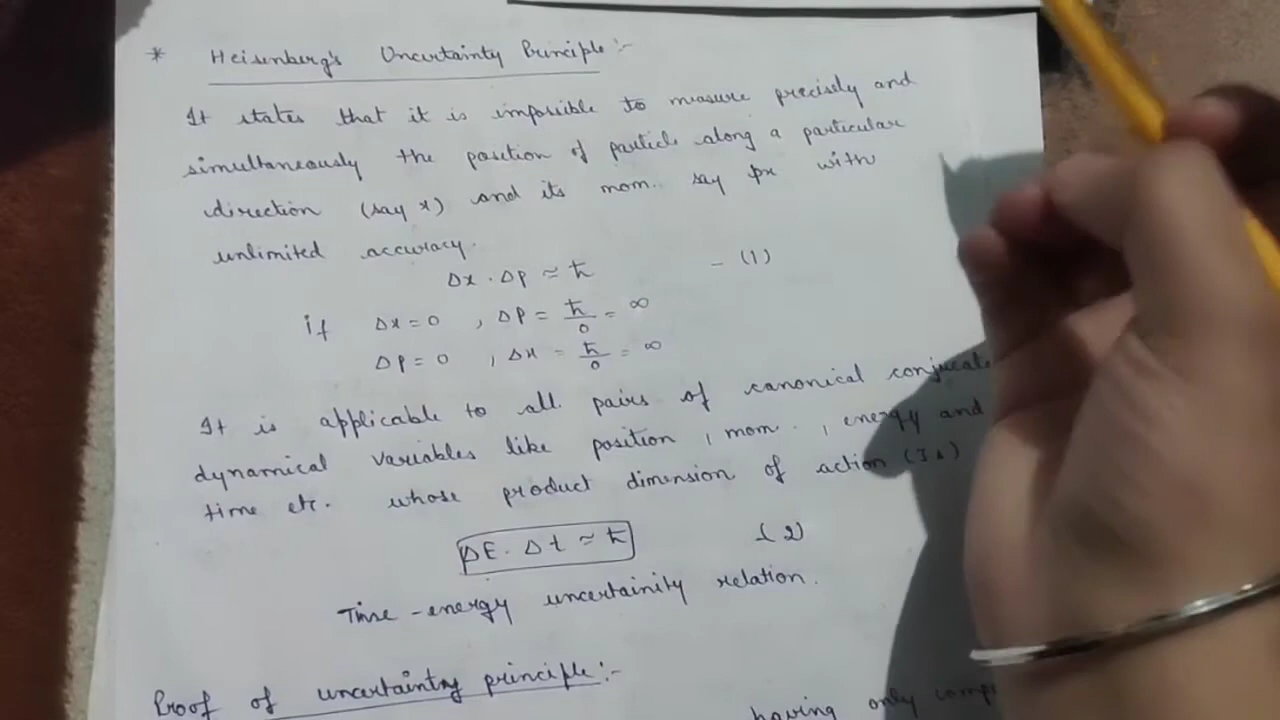 * Heisenberg's Uncertainty Principle :-
It states that it is impossible to measure precisely and
simultaneously the position of particle along a particular
direction (say x) and its mom. say px with
unlimited accuracy.
Δx . Δp ≈ ħ - (1)
if Δx = 0 , Δp = ħ/0 = ∞
Δp = 0 , Δx = ħ/0 = ∞
It is applicable to all pairs of canonical conjucate
dynamical variables like position , mom. , energy and
time etc. whose product dimension of action (Js)
ΔE . Δt ≈ ħ - (2)
Time - energy uncertainity relation.
Proof of uncertainty principle :-
having only